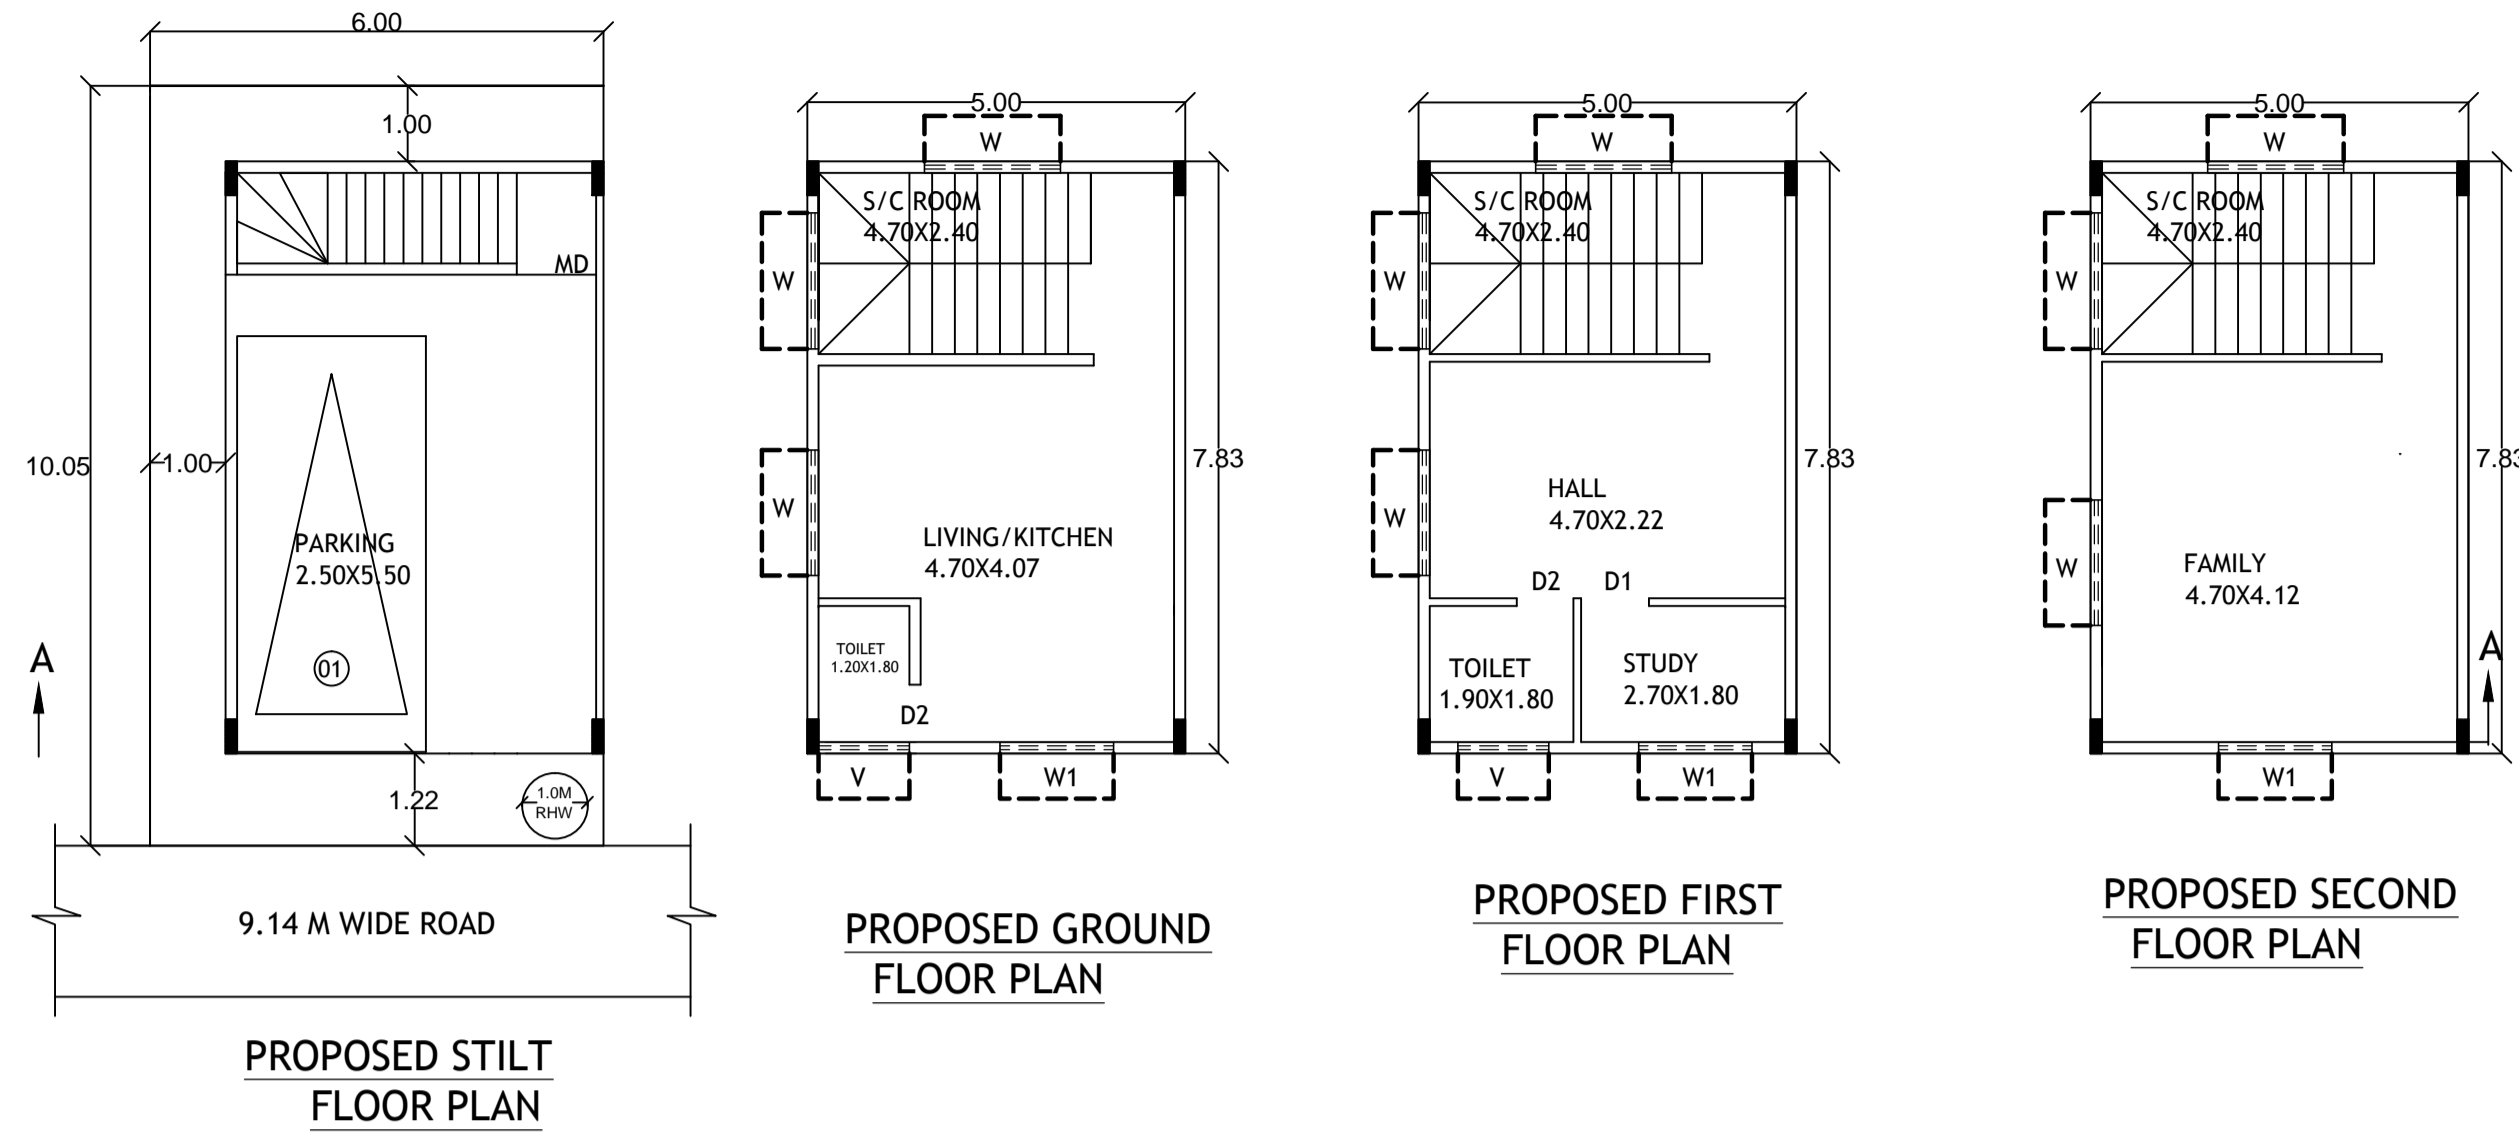 6.00
1.00
10.05
1.00
MD
PARKING
2.50X5.50
01
A
1.22
1.0M
RHW
9.14 M WIDE ROAD
PROPOSED STILT
FLOOR PLAN
5.00
W
S/C ROOM
4.70X2.40
W
7.83
W
LIVING/KITCHEN
4.70X4.07
TOILET
1.20X1.80
D2
V
W1
PROPOSED GROUND
FLOOR PLAN
5.00
W
S/C ROOM
4.70X2.40
W
7.83
W
HALL
4.70X2.22
D2 D1
TOILET
1.90X1.80
STUDY
2.70X1.80
V
W1
PROPOSED FIRST
FLOOR PLAN
5.00
W
S/C ROOM
4.70X2.40
W
7.83
W
FAMILY
4.70X4.12
A
W1
PROPOSED SECOND
FLOOR PLAN